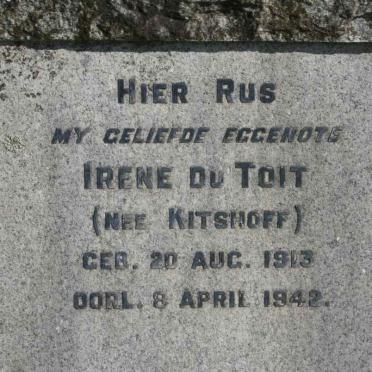 HIER RUS
MY GELIEFDE EGGENOTE
IRENE DU TOIT
(NEE KITSHOFF)
GEB. 20 AUG. 1913
OORL. 8 APRIL 1942.